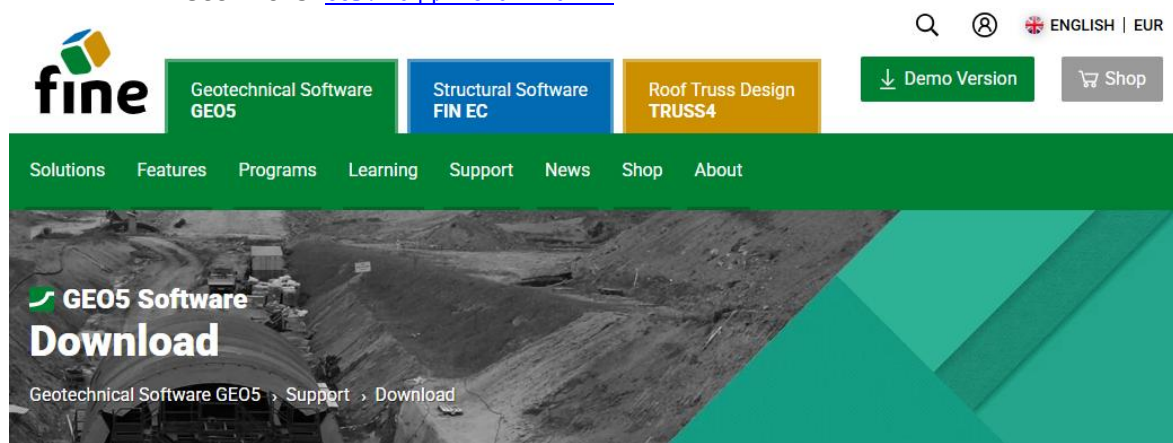 ENGLISH | EUR
fine
Geotechnical Software
GEO5
Structural Software
FIN EC
Roof Truss Design
TRUSS4
Demo Version
Shop
Solutions Features Programs Learning Support News Shop About
GEO5 Software
Download
Geotechnical Software GEO5 › Support › Download